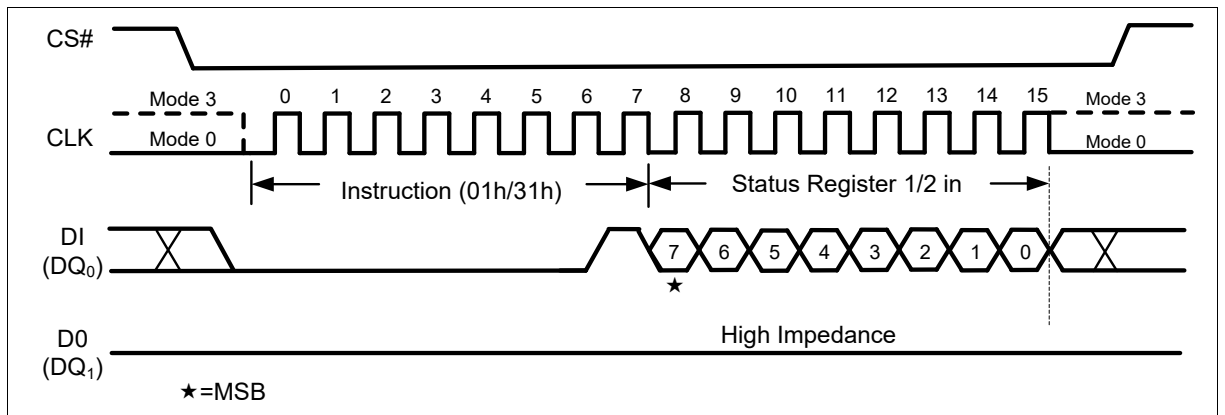 CS#
Mode 3 0 1 2 3 4 5 6 7 8 9 10 11 12 13 14 15 Mode 3
CLK Mode 0 Mode 0
Instruction (01h/31h) Status Register 1/2 in
DI
(DQ₀) 7 6 5 4 3 2 1 0
★
High Impedance
D0
(DQ₁)
★=MSB